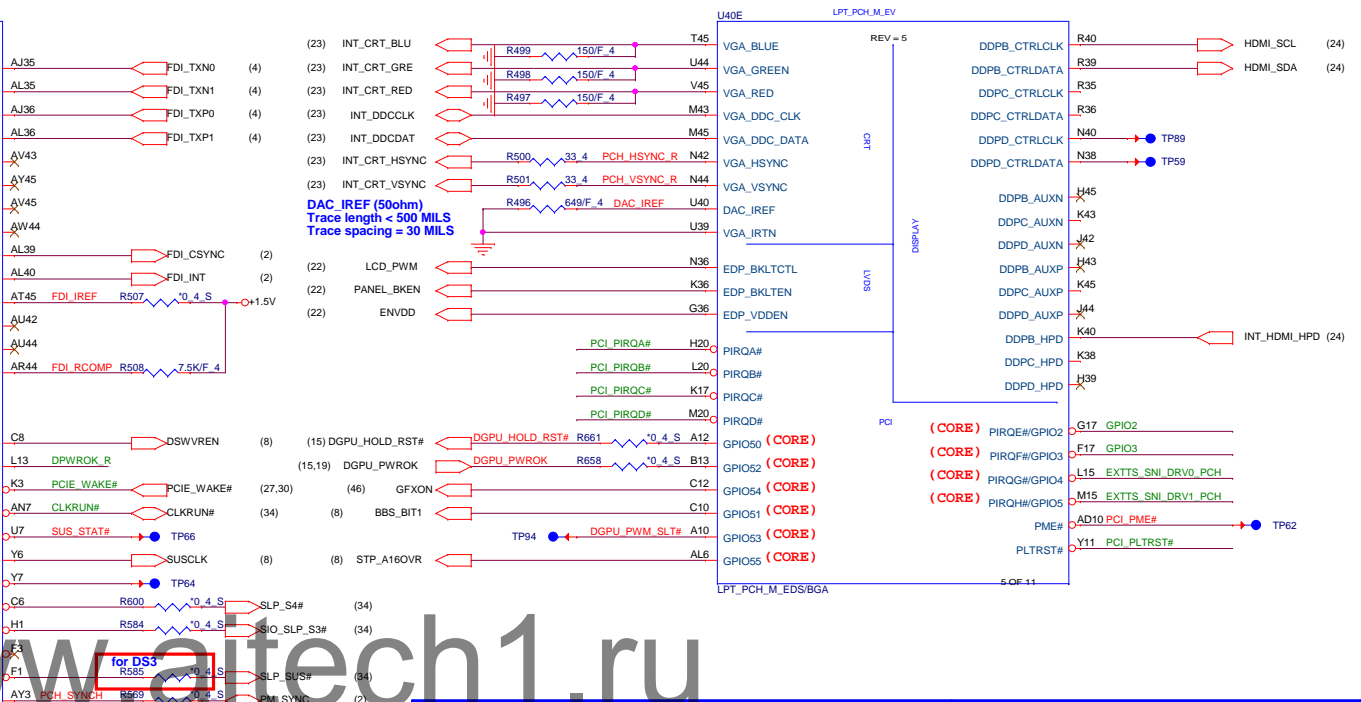 U40E
LPT_PCH_M_EV
REV = 5
AJ35 FDI_TXN0 (4)
AL35 FDI_TXN1 (4)
AJ36 FDI_TXP0 (4)
AL36 FDI_TXP1 (4)
AV43
AY45
AV45
AW44
AL39 FDI_CSYNC (2)
AL40 FDI_INT (2)
AT45 FDI_IREF R507 *0_4_S +1.5V
AU42
AU44
AR44 FDI_RCOMP R508 7.5K/F_4
C8 DSWVREN (8)
L13 DPWROK_R
K3 PCIE_WAKE# PCIE_WAKE# (27,30)
AN7 CLKRUN# CLKRUN# (34)
U7 SUS_STAT# TP66
Y6 SUSCLK (8)
Y7 TP64
C6 R600 *0_4_S SLP_S4# (34)
H1 R584 *0_4_S SIO_SLP_S3# (34)
F3
for DS3
F1 R585 *0_4_S SLP_SUS# (34)
AY3 PCH_SYNCH R569 *0_4_S PM_SYNC (2)
(23) INT_CRT_BLU R499 150/F_4 T45 VGA_BLUE
(23) INT_CRT_GRE R498 150/F_4 U44 VGA_GREEN
(23) INT_CRT_RED R497 150/F_4 V45 VGA_RED
(23) INT_DDCCLK M43 VGA_DDC_CLK
(23) INT_DDCDAT M45 VGA_DDC_DATA
(23) INT_CRT_HSYNC R500 33_4 PCH_HSYNC_R N42 VGA_HSYNC
(23) INT_CRT_VSYNC R501 33_4 PCH_VSYNC_R N44 VGA_VSYNC
DAC_IREF (50ohm)
Trace length < 500 MILS
Trace spacing = 30 MILS
R496 649/F_4 DAC_IREF U40 DAC_IREF
U39 VGA_IRTN
(22) LCD_PWM N36 EDP_BKLTCTL
(22) PANEL_BKEN K36 EDP_BKLTEN
(22) ENVDD G36 EDP_VDDEN
PCI_PIRQA# H20 PIRQA#
PCI_PIRQB# L20 PIRQB#
PCI_PIRQC# K17 PIRQC#
PCI_PIRQD# M20 PIRQD#
(15) DGPU_HOLD_RST# DGPU_HOLD_RST# R661 *0_4_S A12 GPIO50 (CORE)
(15,19) DGPU_PWROK DGPU_PWROK R658 *0_4_S B13 GPIO52 (CORE)
(46) GFXON C12 GPIO54 (CORE)
(8) BBS_BIT1 C10 GPIO51 (CORE)
TP94 DGPU_PWM_SLT# A10 GPIO53 (CORE)
(8) STP_A16OVR AL6 GPIO55 (CORE)
CRT
LVDS
DISPLAY
PCI
DDPB_CTRLCLK R40 HDMI_SCL (24)
DDPB_CTRLDATA R39 HDMI_SDA (24)
DDPC_CTRLCLK R35
DDPC_CTRLDATA R36
DDPD_CTRLCLK N40 TP89
DDPD_CTRLDATA N38 TP59
DDPB_AUXN H45
DDPC_AUXN K43
DDPD_AUXN J42
DDPB_AUXP H43
DDPC_AUXP K45
DDPD_AUXP J44
DDPB_HPD K40 INT_HDMI_HPD (24)
DDPC_HPD K38
DDPD_HPD H39
(CORE) PIRQE#/GPIO2 G17 GPIO2
(CORE) PIRQF#/GPIO3 F17 GPIO3
(CORE) PIRQG#/GPIO4 L15 EXTTS_SNI_DRV0_PCH
(CORE) PIRQH#/GPIO5 M15 EXTTS_SNI_DRV1_PCH
PME# AD10 PCI_PME# TP62
PLTRST# Y11 PCI_PLTRST#
5 OF 11
LPT_PCH_M_EDS/BGA
w.aitech1.ru